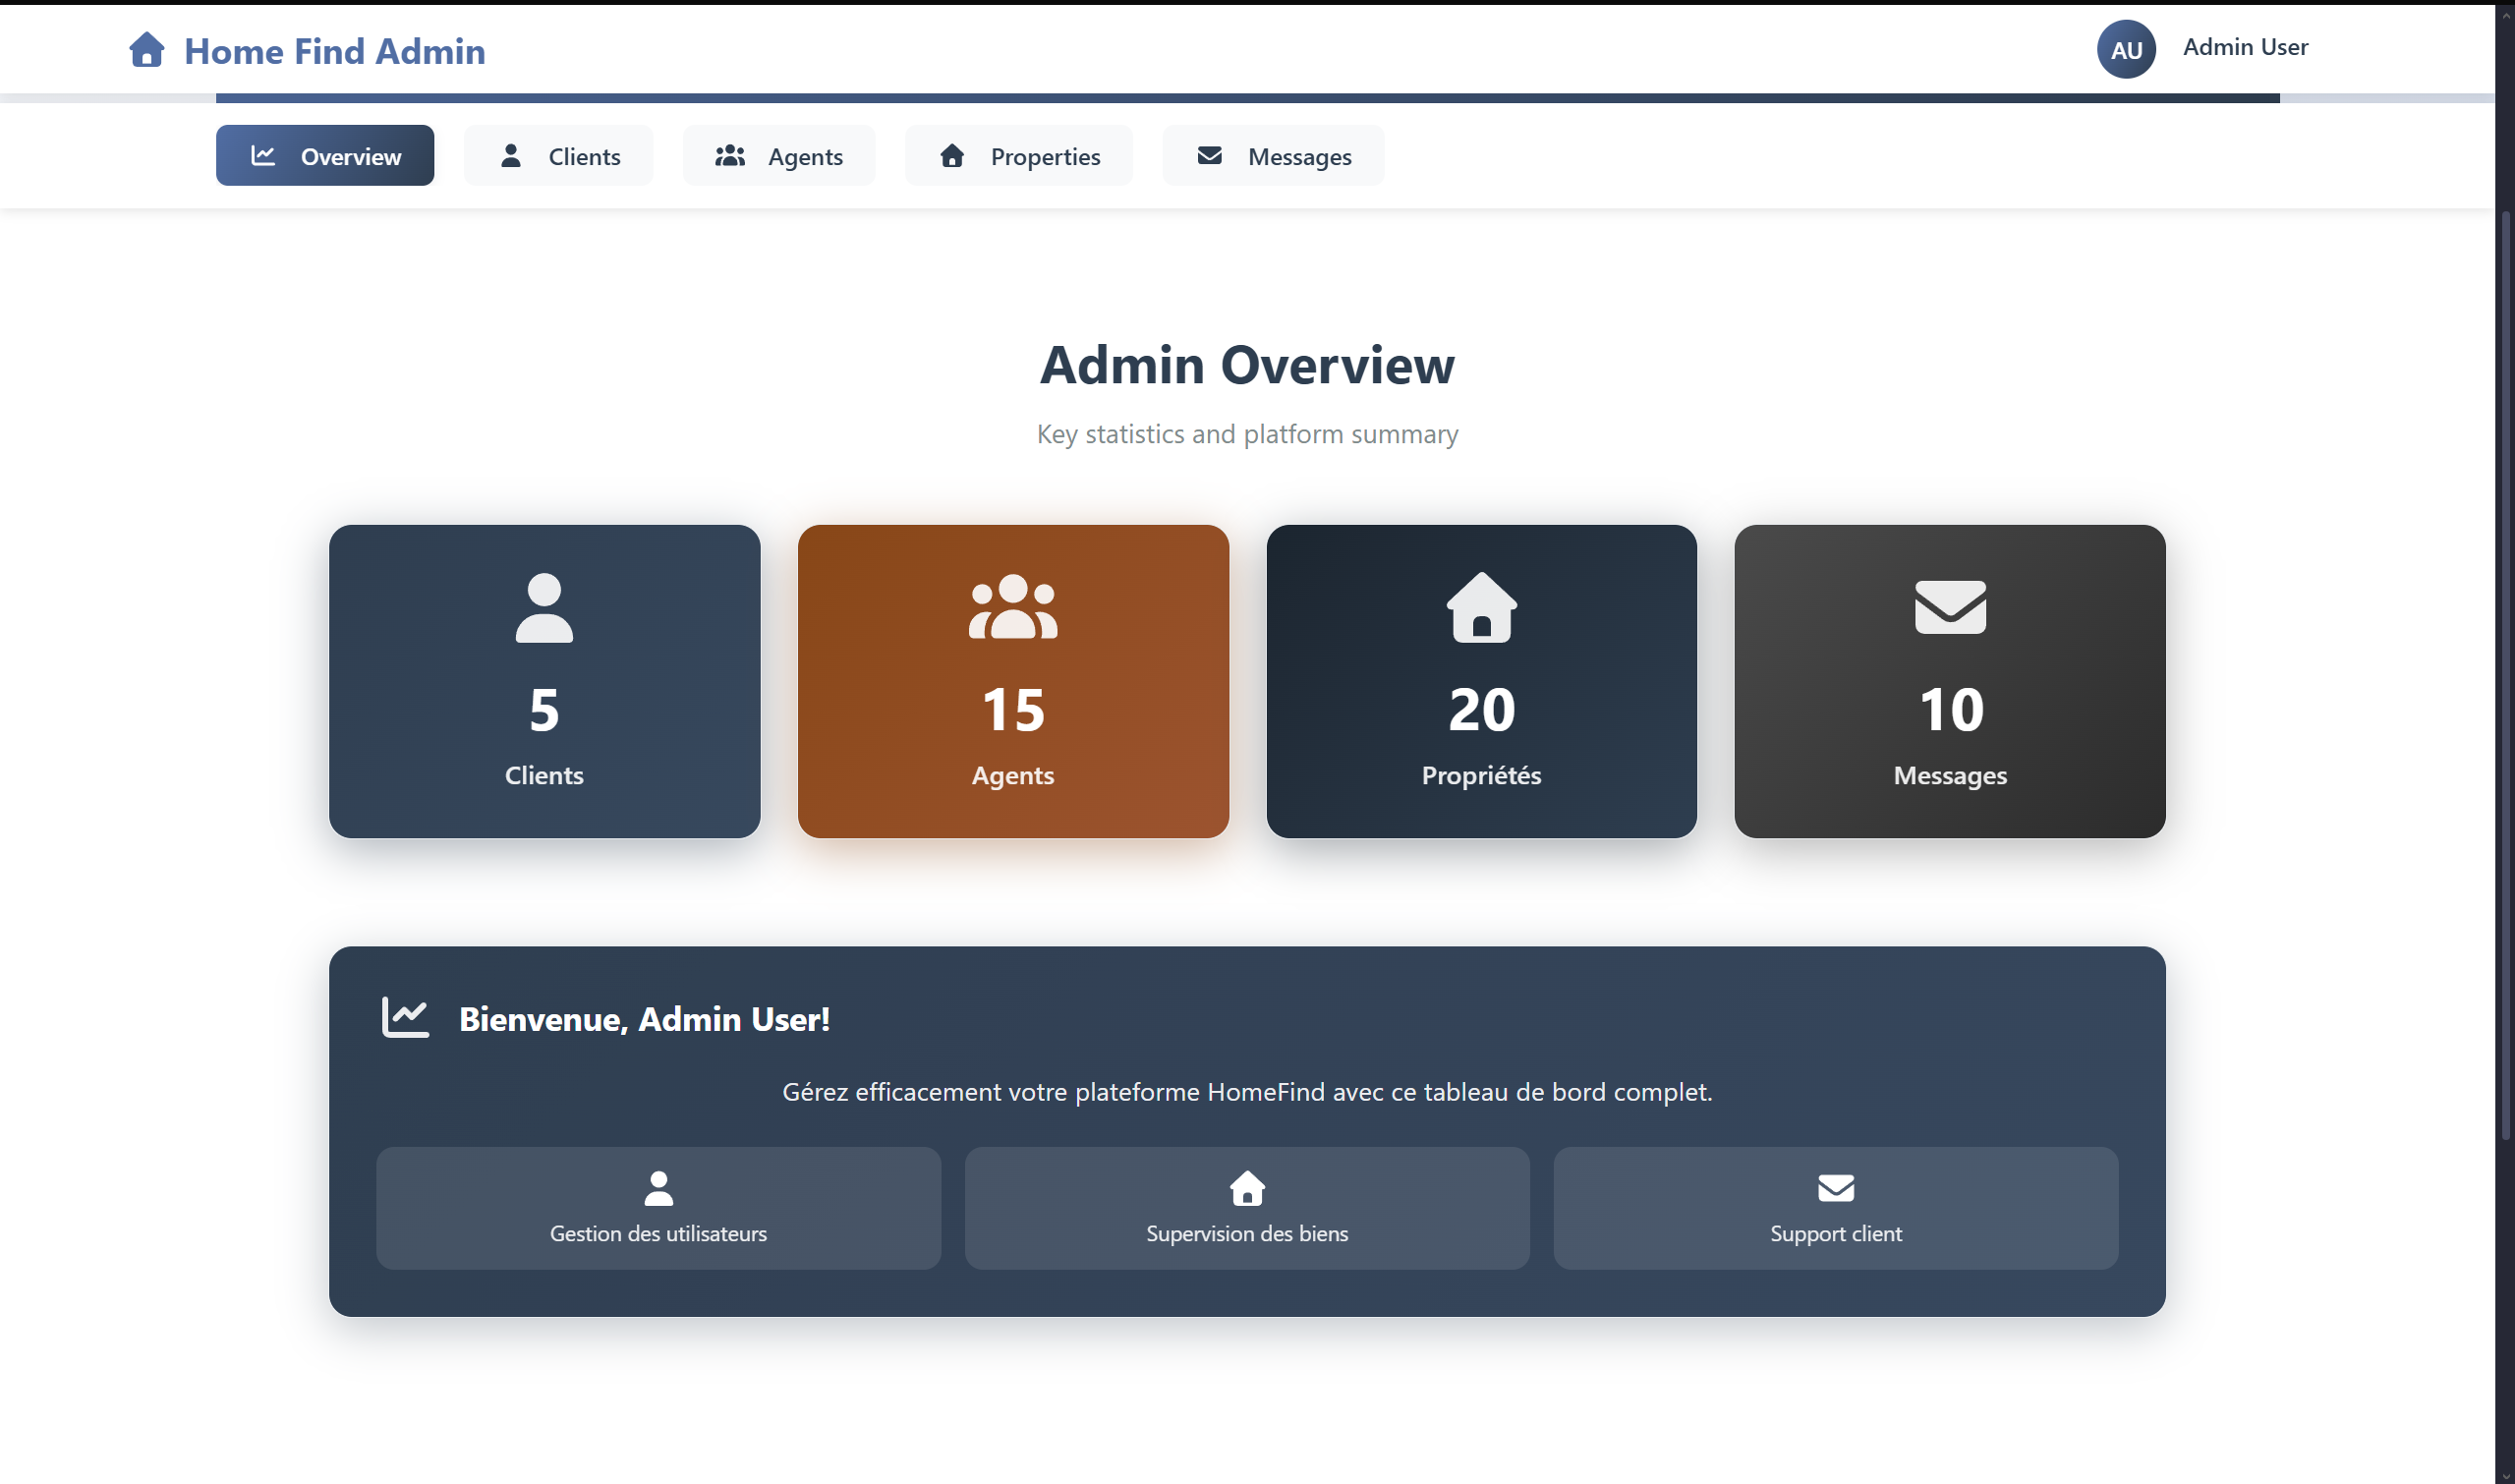 Home Find Admin
AU
Admin User
Overview
Clients
Agents
Properties
Messages
Admin Overview
Key statistics and platform summary
5
Clients
15
Agents
20
Propriétés
10
Messages
Bienvenue, Admin User!
Gérez efficacement votre plateforme HomeFind avec ce tableau de bord complet.
Gestion des utilisateurs
Supervision des biens
Support client